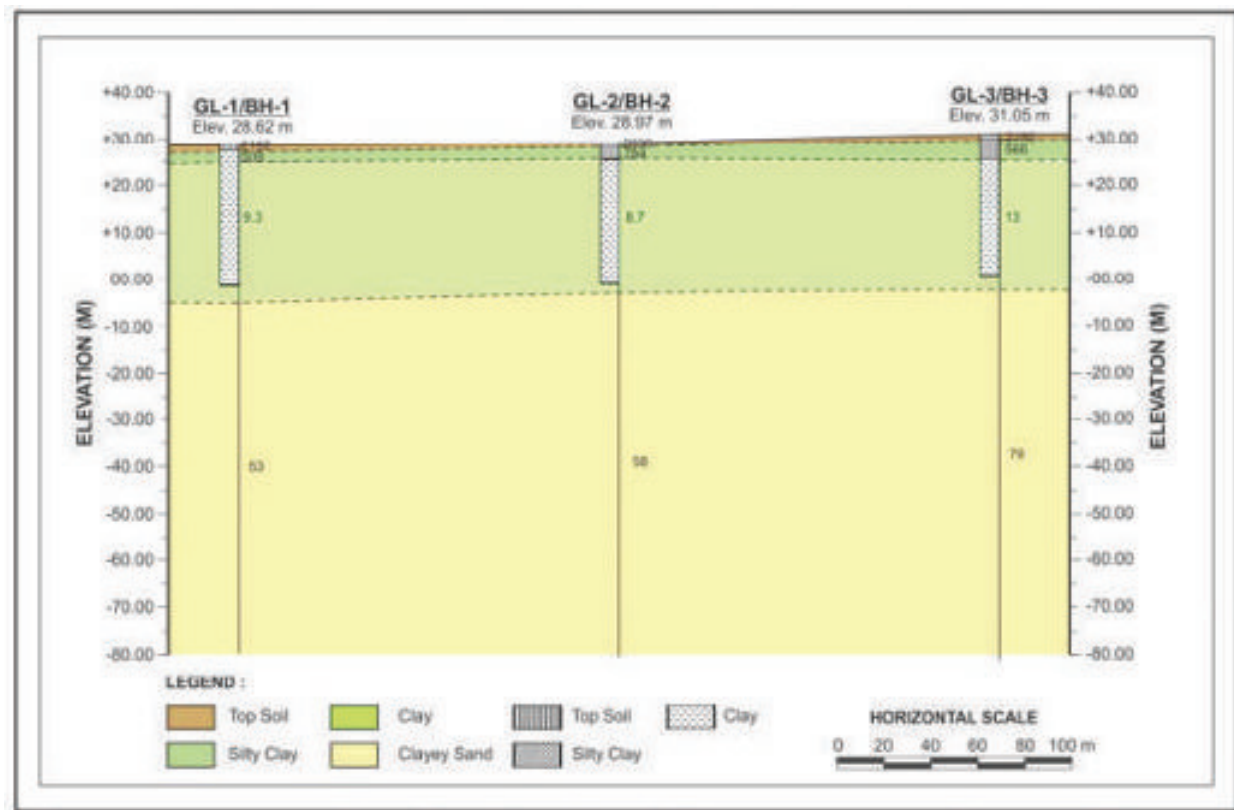 GL-1/BH-1
Elev. 28.62 m
GL-2/BH-2
Elev. 28.97 m
GL-3/BH-3
Elev. 31.05 m
+40.00
+30.00
+20.00
+10.00
00.00
-10.00
-20.00
-30.00
-40.00
-50.00
-60.00
-70.00
-80.00
ELEVATION (M)
9.3
8.7
13
568
53
58
79
+40.00
+30.00
+20.00
+10.00
00.00
-10.00
-20.00
-30.00
-40.00
-50.00
-60.00
-70.00
-80.00
ELEVATION (M)
LEGEND :
Top Soil
Clay
Top Soil
Clay
Silty Clay
Clayey Sand
Silty Clay
HORIZONTAL SCALE
0 20 40 60 80 100 m